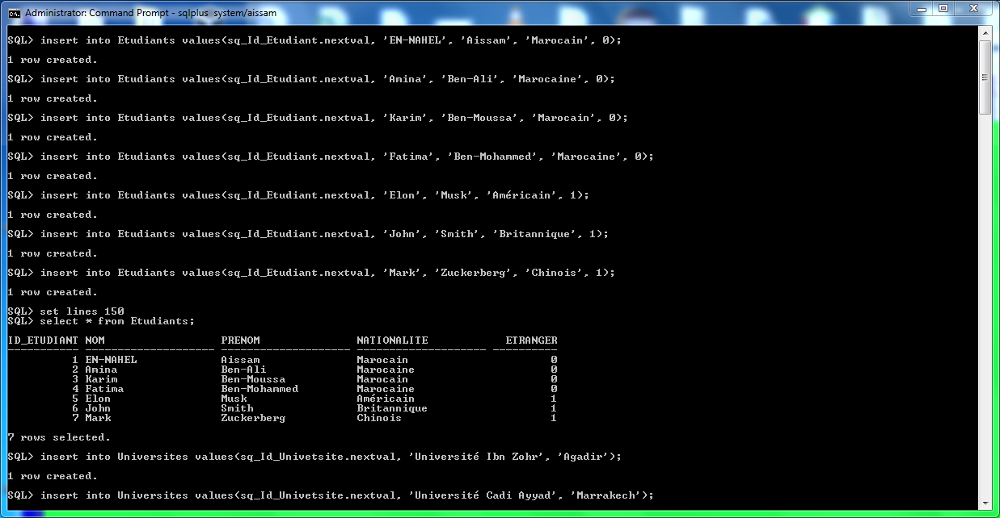 Administrator: Command Prompt - sqlplus system/aissam
SQL> insert into Etudiants values(sq_Id_Etudiant.nextval, 'EN-NAHEL', 'Aissam', 'Marocain', 0);
1 row created.
SQL> insert into Etudiants values(sq_Id_Etudiant.nextval, 'Amina', 'Ben-Ali', 'Marocaine', 0);
1 row created.
SQL> insert into Etudiants values(sq_Id_Etudiant.nextval, 'Karim', 'Ben-Moussa', 'Marocain', 0);
1 row created.
SQL> insert into Etudiants values(sq_Id_Etudiant.nextval, 'Fatima', 'Ben-Mohammed', 'Marocaine', 0);
1 row created.
SQL> insert into Etudiants values(sq_Id_Etudiant.nextval, 'Elon', 'Musk', 'Américain', 1);
1 row created.
SQL> insert into Etudiants values(sq_Id_Etudiant.nextval, 'John', 'Smith', 'Britannique', 1);
1 row created.
SQL> insert into Etudiants values(sq_Id_Etudiant.nextval, 'Mark', 'Zuckerberg', 'Chinois', 1);
1 row created.
SQL> set lines 150
SQL> select * from Etudiants;
ID_ETUDIANT NOM                  PRENOM               NATIONALITE            ETRANGER
----------- -------------------- -------------------- -------------------- ----------
          1 EN-NAHEL             Aissam               Marocain                      0
          2 Amina                Ben-Ali              Marocaine                     0
          3 Karim                Ben-Moussa           Marocain                      0
          4 Fatima               Ben-Mohammed         Marocaine                     0
          5 Elon                 Musk                 Américain                     1
          6 John                 Smith                Britannique                   1
          7 Mark                 Zuckerberg           Chinois                       1
7 rows selected.
SQL> insert into Universites values(sq_Id_Univetsite.nextval, 'Université Ibn Zohr', 'Agadir');
1 row created.
SQL> insert into Universites values(sq_Id_Univetsite.nextval, 'Université Cadi Ayyad', 'Marrakech');